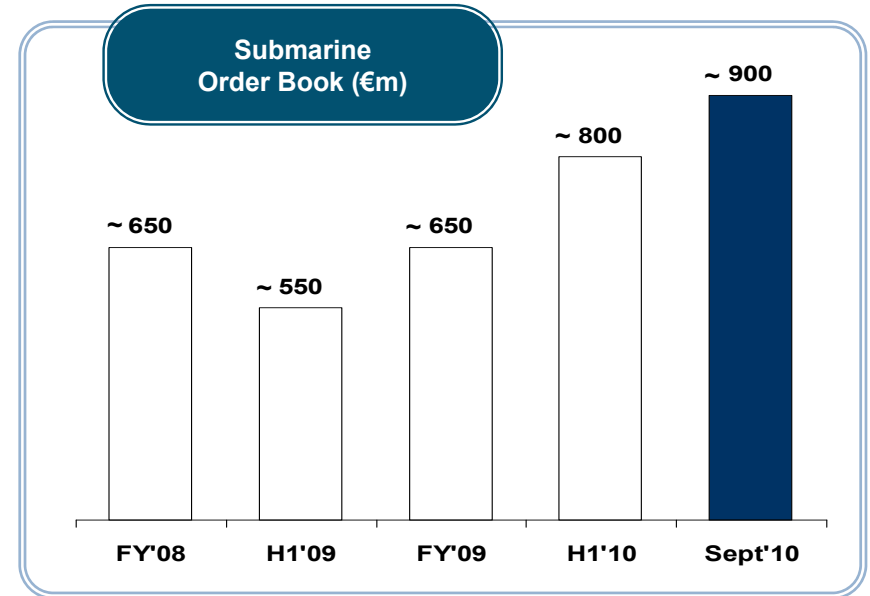 Submarine
Order Book (€m)
~ 900
~ 800
~ 650
~ 650
~ 550
FY'08 H1'09 FY'09 H1'10 Sept'10